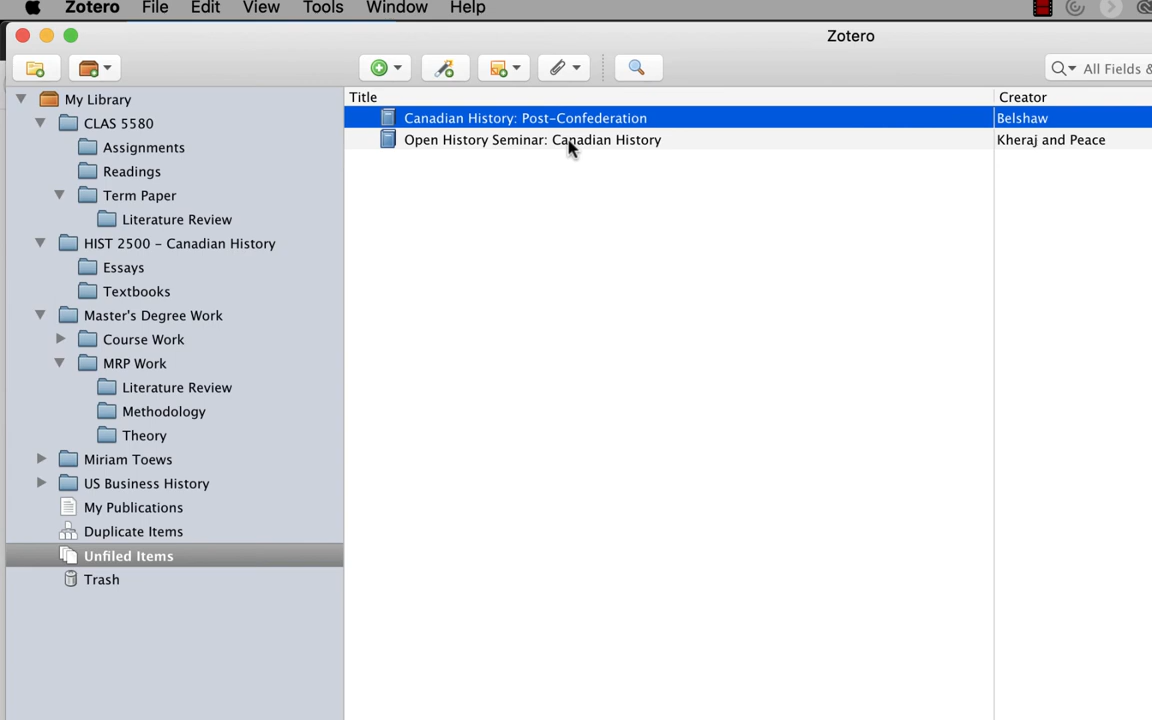 Zotero File Edit View Tools Window Help
Zotero
All Fields &
My Library
CLAS 5580
Assignments
Readings
Term Paper
Literature Review
HIST 2500 – Canadian History
Essays
Textbooks
Master's Degree Work
Course Work
MRP Work
Literature Review
Methodology
Theory
Miriam Toews
US Business History
My Publications
Duplicate Items
Unfiled Items
Trash
Title Creator
Canadian History: Post-Confederation Belshaw
Open History Seminar: Canadian History Kheraj and Peace